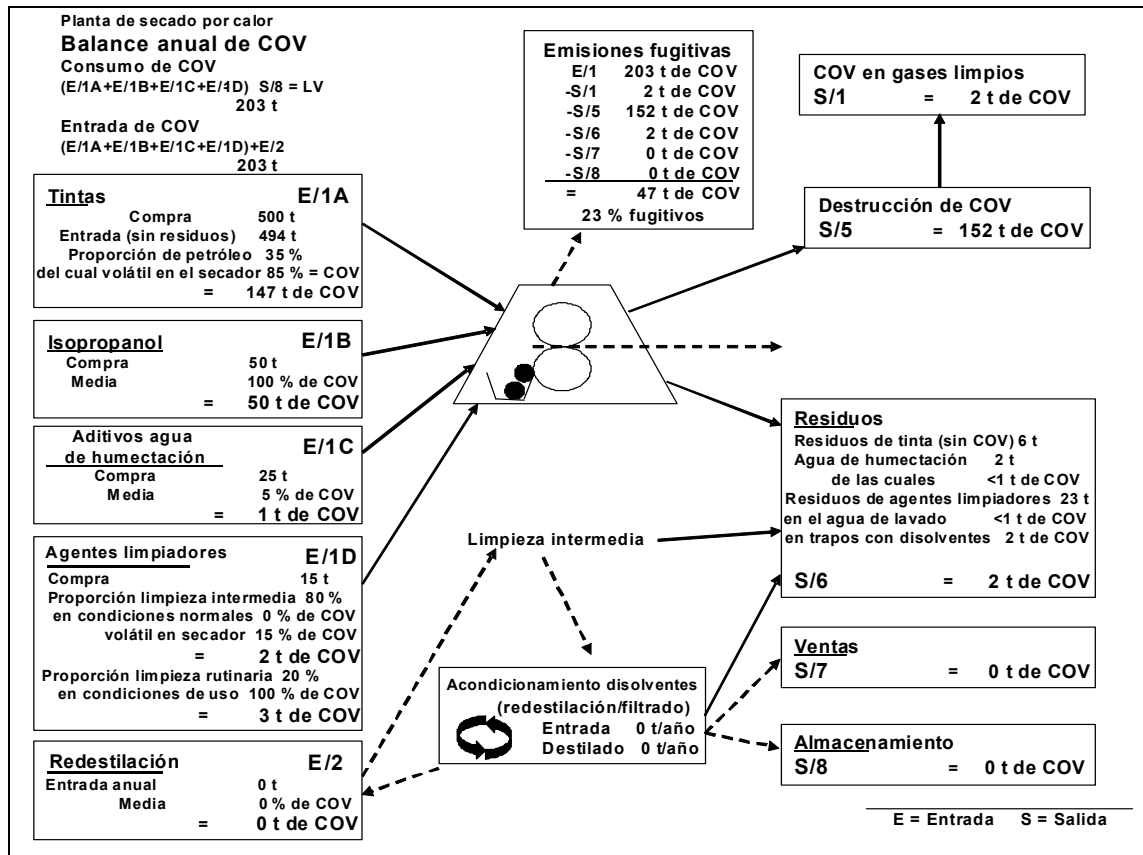 Planta de secado por calor
Balance anual de COV
Consumo de COV
(E/1A+E/1B+E/1C+E/1D) S/8 = LV
203 t
Entrada de COV
(E/1A+E/1B+E/1C+E/1D)+E/2
203 t
Tintas E/1A
Compra 500 t
Entrada (sin residuos) 494 t
Proporción de petróleo 35 %
del cual volátil en el secador 85 % = COV
= 147 t de COV
Isopropanol E/1B
Compra 50 t
Media 100 % de COV
= 50 t de COV
Aditivos agua
de humectación E/1C
Compra 25 t
Media 5 % de COV
= 1 t de COV
Agentes limpiadores E/1D
Compra 15 t
Proporción limpieza intermedia 80 %
en condiciones normales 0 % de COV
volátil en secador 15 % de COV
= 2 t de COV
Proporción limpieza rutinaria 20 %
en condiciones de uso 100 % de COV
= 3 t de COV
Redestilación E/2
Entrada anual 0 t
Media 0 % de COV
= 0 t de COV
Emisiones fugitivas
E/1 203 t de COV
-S/1 2 t de COV
-S/5 152 t de COV
-S/6 2 t de COV
-S/7 0 t de COV
-S/8 0 t de COV
= 47 t de COV
23 % fugitivos
COV en gases limpios
S/1 = 2 t de COV
Destrucción de COV
S/5 = 152 t de COV
Residuos
Residuos de tinta (sin COV) 6 t
Agua de humectación 2 t
de las cuales <1 t de COV
Residuos de agentes limpiadores 23 t
en el agua de lavado <1 t de COV
en trapos con disolventes 2 t de COV
S/6 = 2 t de COV
Limpieza intermedia
Acondicionamiento disolventes
(redestilación/filtrado)
Entrada 0 t/año
Destilado 0 t/año
Ventas
S/7 = 0 t de COV
Almacenamiento
S/8 = 0 t de COV
E = Entrada S = Salida